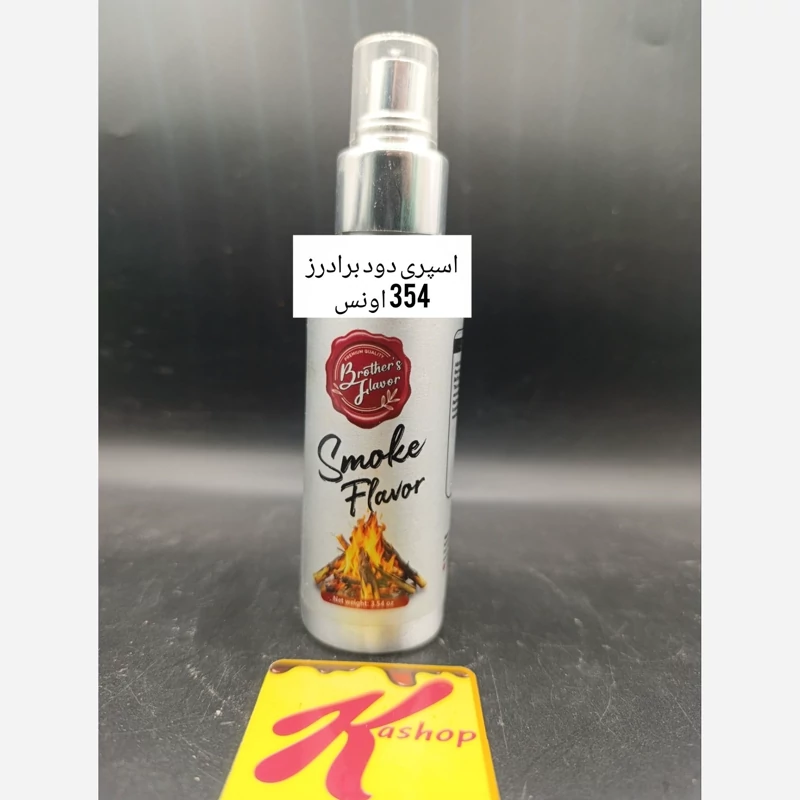 اسپری دود برادرز
354 اونس
PREMIUM QUALITY
Brother's
Flavor
Smoke
Flavor
Net weight: 3.54 oz
Kashop